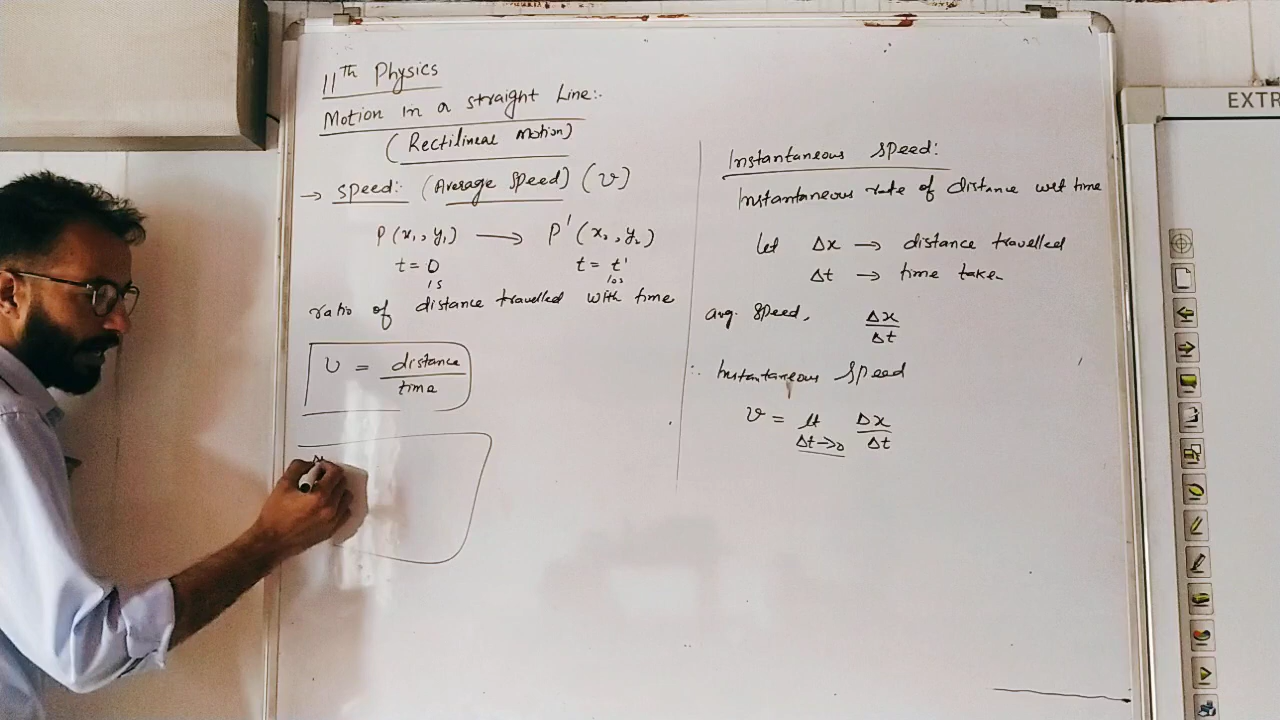 11th Physics
Motion in a straight Line:-
(Rectilinear Motion)
→ Speed:- (Average Speed) (v)
P(x₁, y₁) → P'(x₂, y₂)
t = 0 t = t'
1s 10s
ratio of distance travelled with time
v = distance/time
Instantaneous Speed:
Instantaneous rate of distance wrt time
Let Δx → distance travelled
Δt → time taken
avg. Speed, Δx/Δt
∴ Instantaneous Speed
v = lt Δt→0 Δx/Δt
EXTR